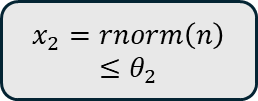 x₂ = rnorm(n)
≤ θ₂